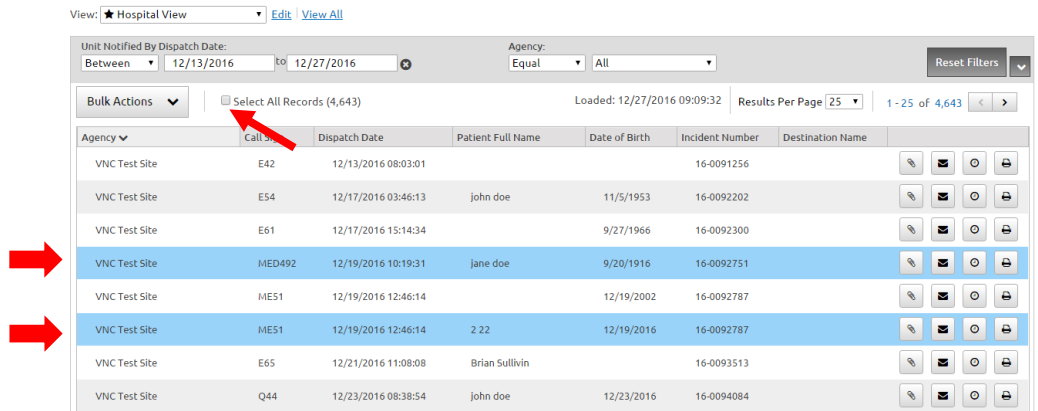 View: ★ Hospital View Edit View All
Unit Notified By Dispatch Date: Agency:
Between 12/13/2016 to 12/27/2016 Equal All Reset Filters
Bulk Actions Select All Records (4,643) Loaded: 12/27/2016 09:09:32 Results Per Page 25 1 - 25 of 4,643
Agency Call Dispatch Date Patient Full Name Date of Birth Incident Number Destination Name
VNC Test Site E42 12/13/2016 08:03:01 16-0091256
VNC Test Site E54 12/17/2016 03:46:13 john doe 11/5/1953 16-0092202
VNC Test Site E61 12/17/2016 15:14:34 9/27/1966 16-0092300
VNC Test Site MED492 12/19/2016 10:19:31 jane doe 9/20/1916 16-0092751
VNC Test Site ME51 12/19/2016 12:46:14 12/19/2002 16-0092787
VNC Test Site ME51 12/19/2016 12:46:14 2 22 12/19/2016 16-0092787
VNC Test Site E65 12/21/2016 11:08:08 Brian Sullivin 16-0093513
VNC Test Site Q44 12/23/2016 08:38:54 john doe 12/23/2016 16-0094084